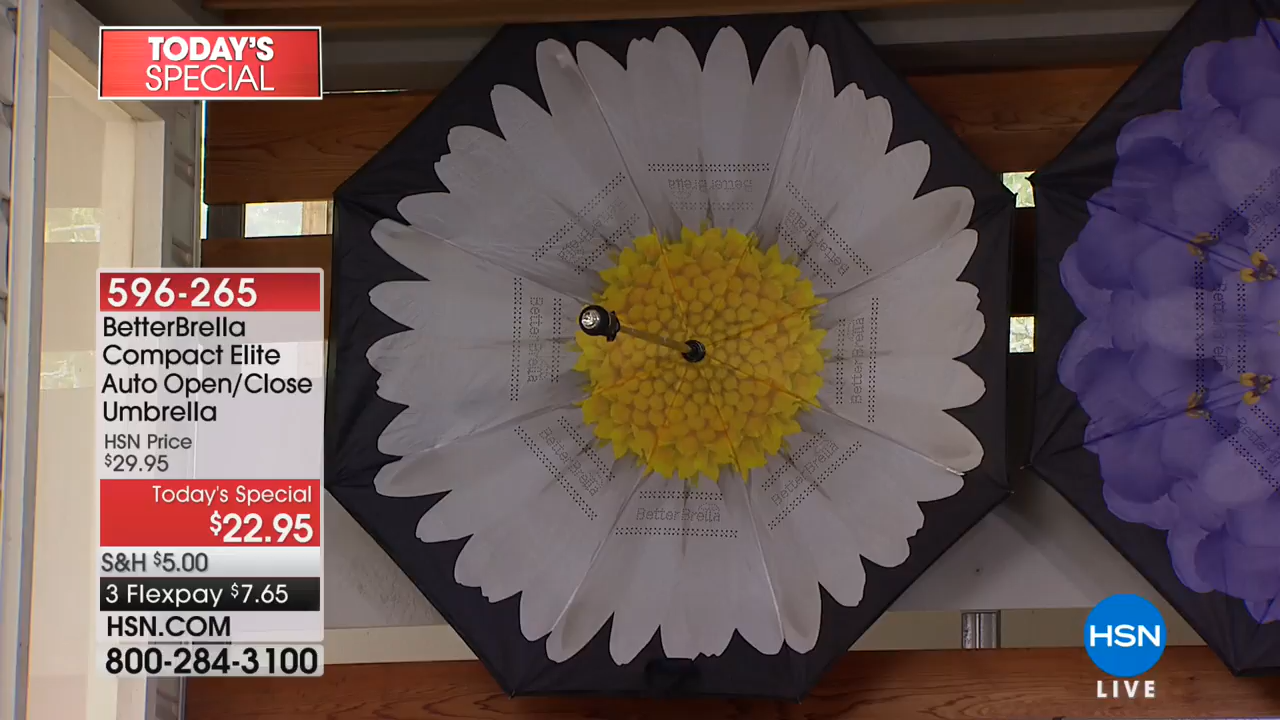 TODAY'S
SPECIAL
596-265
BetterBrella
Compact Elite
Auto Open/Close
Umbrella
HSN Price
$29.95
Today's Special
$22.95
S&H $5.00
3 Flexpay $7.65
HSN.COM
800-284-3100
BetterBrella
BetterBrella
BetterBrella
BetterBrella
BetterBrella
BetterBrella
BetterBrella
BetterBrella
HSN
LIVE